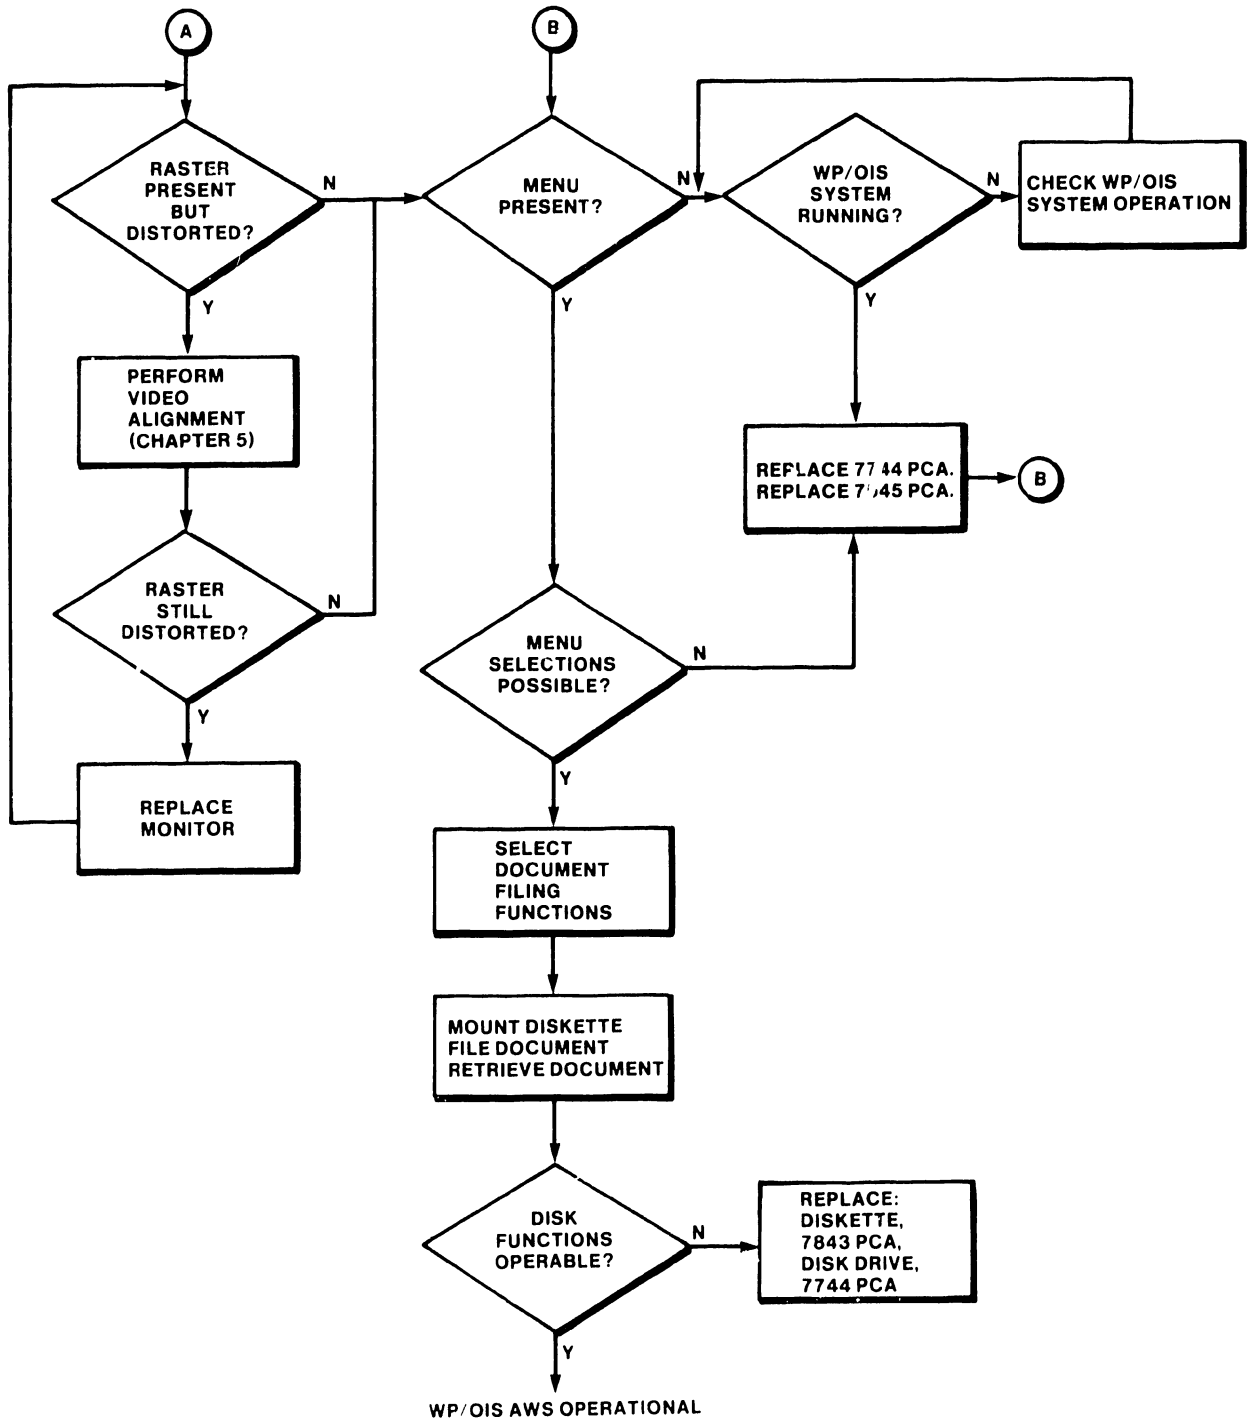 A
B
RASTER
PRESENT
BUT
DISTORTED?
N
Y
MENU
PRESENT?
N
Y
WP/OIS
SYSTEM
RUNNING?
N
Y
CHECK WP/OIS
SYSTEM OPERATION
PERFORM
VIDEO
ALIGNMENT
(CHAPTER 5)
REPLACE 7744 PCA.
REPLACE PCA.
B
RASTER
STILL
DISTORTED?
N
Y
MENU
SELECTIONS
POSSIBLE?
N
Y
REPLACE
MONITOR
SELECT
DOCUMENT
FILING
FUNCTIONS
MOUNT DISKETTE
FILE DOCUMENT
RETRIEVE DOCUMENT
DISK
FUNCTIONS
OPERABLE?
N
Y
REPLACE:
DISKETTE,
7843 PCA,
DISK DRIVE,
7744 PCA
WP/OIS AWS OPERATIONAL